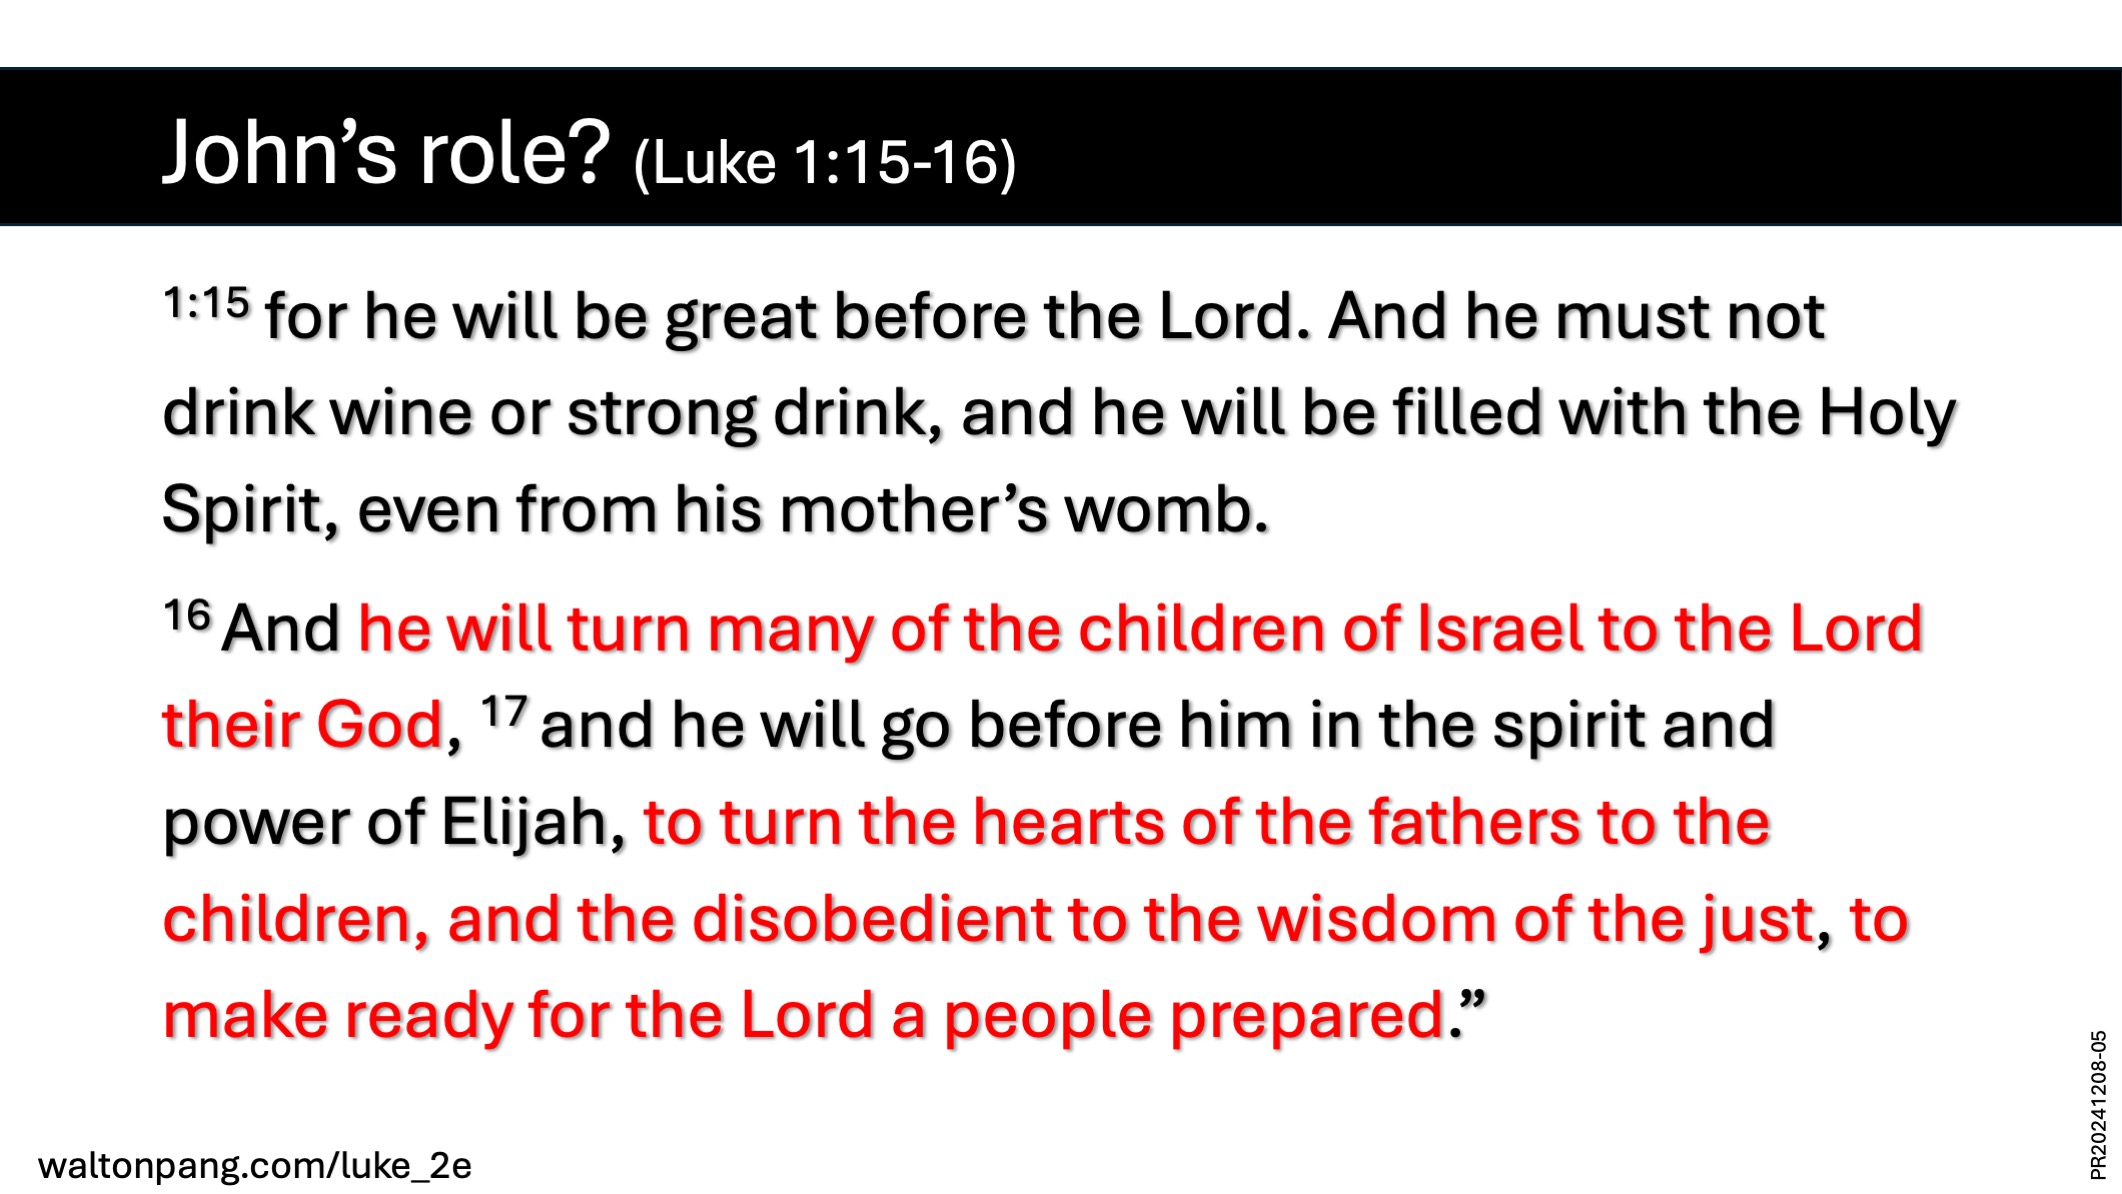 John’s role? (Luke 1:15-16)
1:15 for he will be great before the Lord. And he must not
drink wine or strong drink, and he will be filled with the Holy
Spirit, even from his mother’s womb.
16 And he will turn many of the children of Israel to the Lord
their God, 17 and he will go before him in the spirit and
power of Elijah, to turn the hearts of the fathers to the
children, and the disobedient to the wisdom of the just, to
make ready for the Lord a people prepared.”
waltonpang.com/luke_2e
PR20241208-05